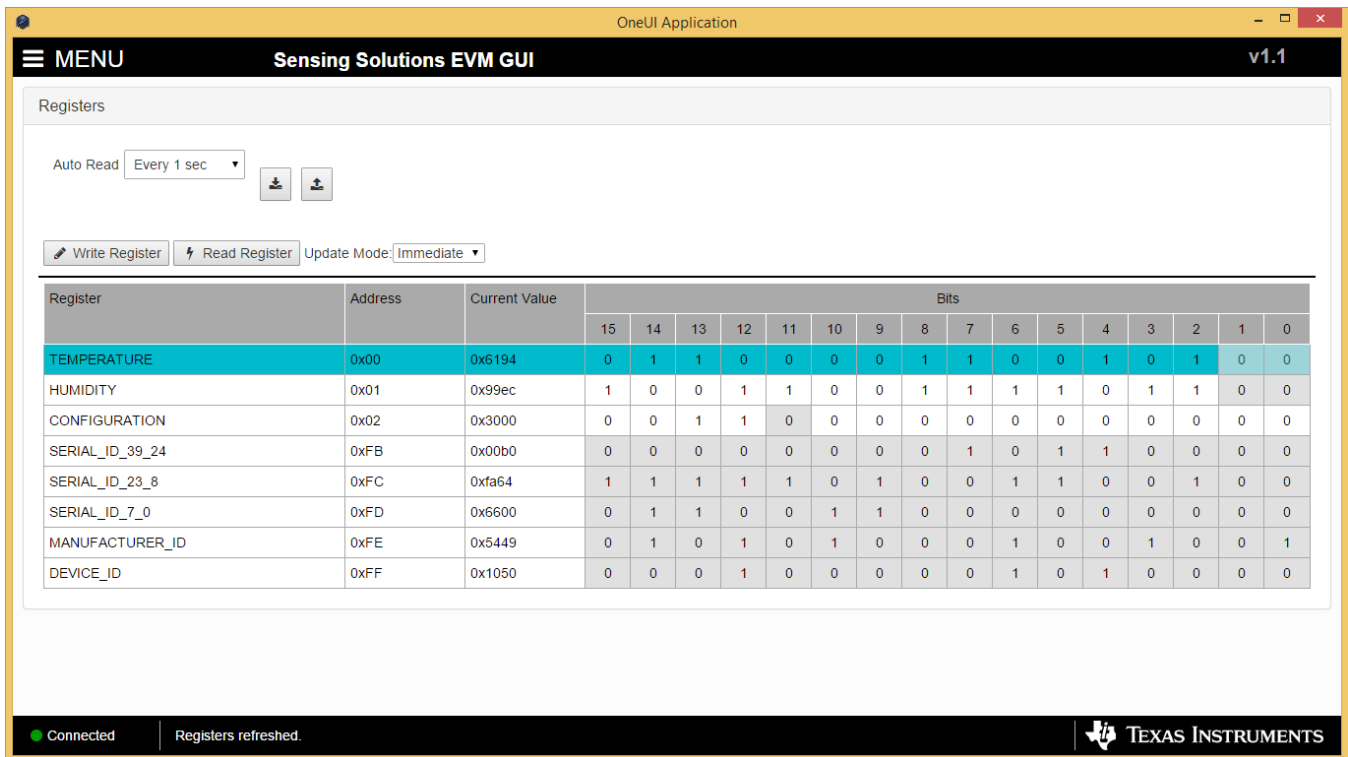 OneUI Application
MENU Sensing Solutions EVM GUI v1.1
Registers
Auto Read Every 1 sec
Write Register Read Register Update Mode: Immediate
Register Address Current Value Bits
15 14 13 12 11 10 9 8 7 6 5 4 3 2 1 0
TEMPERATURE 0x00 0x6194 0 1 1 0 0 0 0 1 1 0 0 1 0 1 0 0
HUMIDITY 0x01 0x99ec 1 0 0 1 1 0 0 1 1 1 1 0 1 1 0 0
CONFIGURATION 0x02 0x3000 0 0 1 1 0 0 0 0 0 0 0 0 0 0 0 0
SERIAL_ID_39_24 0xFB 0x00b0 0 0 0 0 0 0 0 0 1 0 1 1 0 0 0 0
SERIAL_ID_23_8 0xFC 0xfa64 1 1 1 1 1 0 1 0 0 1 1 0 0 1 0 0
SERIAL_ID_7_0 0xFD 0x6600 0 1 1 0 0 1 1 0 0 0 0 0 0 0 0 0
MANUFACTURER_ID 0xFE 0x5449 0 1 0 1 0 1 0 0 0 1 0 0 1 0 0 1
DEVICE_ID 0xFF 0x1050 0 0 0 1 0 0 0 0 0 1 0 1 0 0 0 0
Connected Registers refreshed. TEXAS INSTRUMENTS